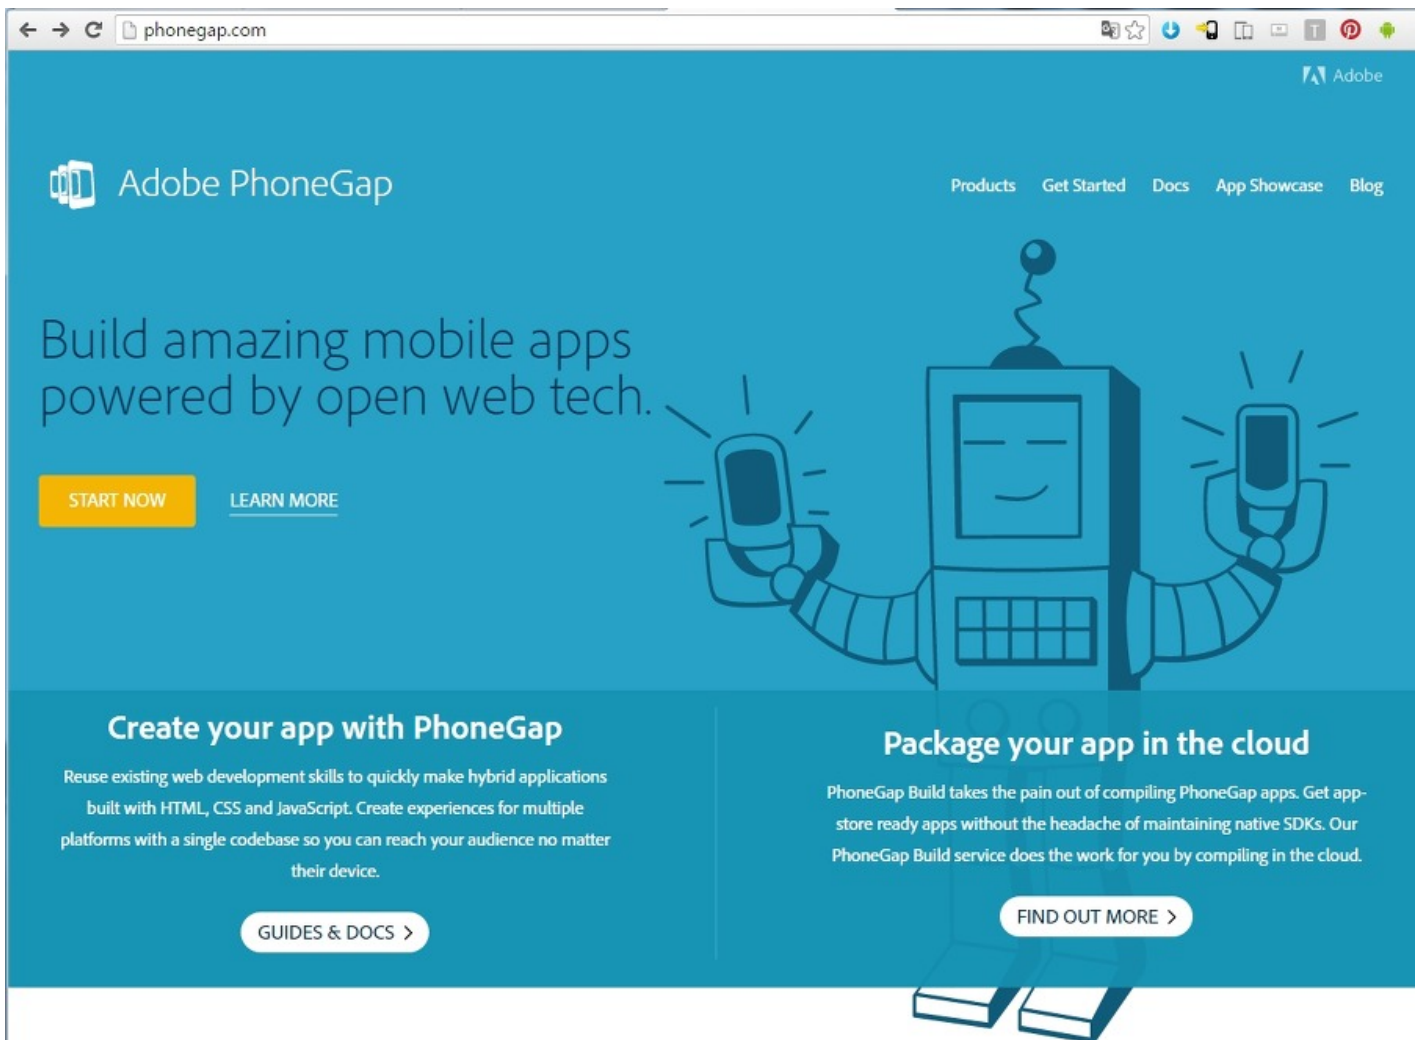 phonegap.com
Adobe
Adobe PhoneGap
Products Get Started Docs App Showcase Blog
Build amazing mobile apps
powered by open web tech.
START NOW LEARN MORE
Create your app with PhoneGap
Reuse existing web development skills to quickly make hybrid applications
built with HTML, CSS and JavaScript. Create experiences for multiple
platforms with a single codebase so you can reach your audience no matter
their device.
GUIDES & DOCS >
Package your app in the cloud
PhoneGap Build takes the pain out of compiling PhoneGap apps. Get app-
store ready apps without the headache of maintaining native SDKs. Our
PhoneGap Build service does the work for you by compiling in the cloud.
FIND OUT MORE >